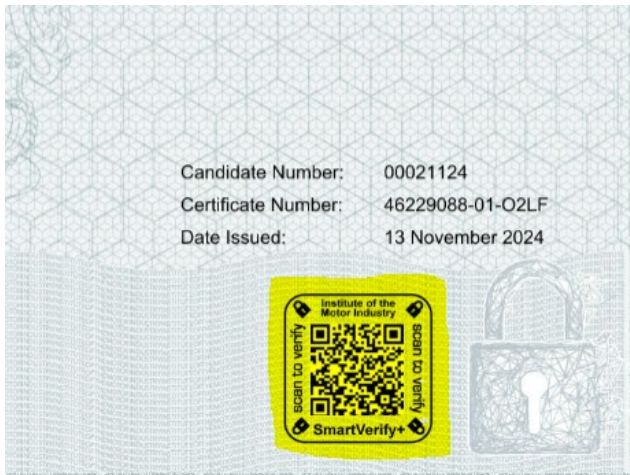 Candidate Number: 00021124
Certificate Number: 46229088-01-O2LF
Date Issued: 13 November 2024
Institute of the
Motor Industry
scan to verify
scan to verify
SmartVerify+